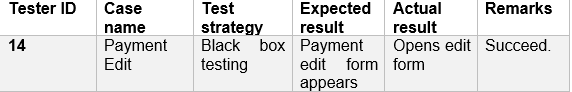 Tester ID Case name Test strategy Expected result Actual result Remarks
14 Payment Edit Black box testing Payment edit form appears Opens edit form Succeed.